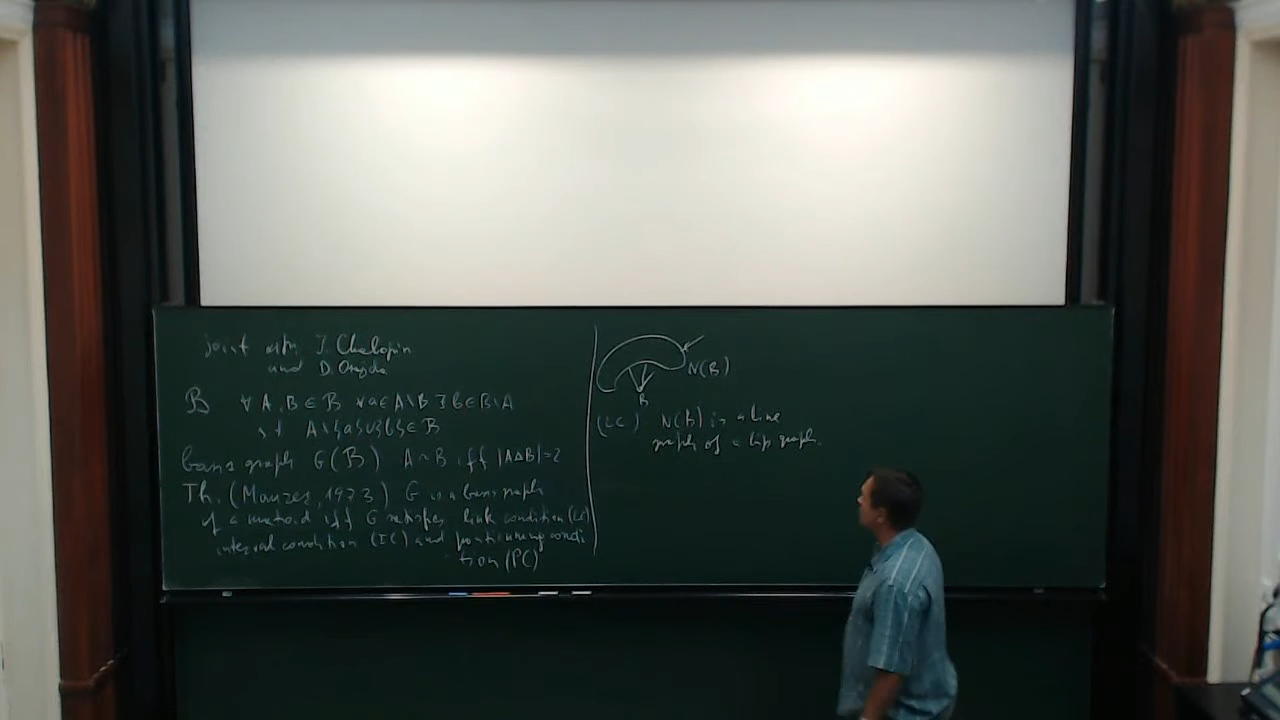 joint with J. Chalopin
and D. Osajda
ℬ ∀ A, B ∈ ℬ ∀ a ∈ A\B ∃ b ∈ B\A
s.t A\{a}∪{b} ∈ ℬ
basis graph G(ℬ) A ~ B iff |A∆B|=2
Th. (Maurer, 1973) G is a basis graph
of a matroid iff G satisfies link condition (LC)
interval condition (IC) and positioning condi
tion (PC)
N(B)
B
(LC) N(B) is a line
graph of a bip graph.